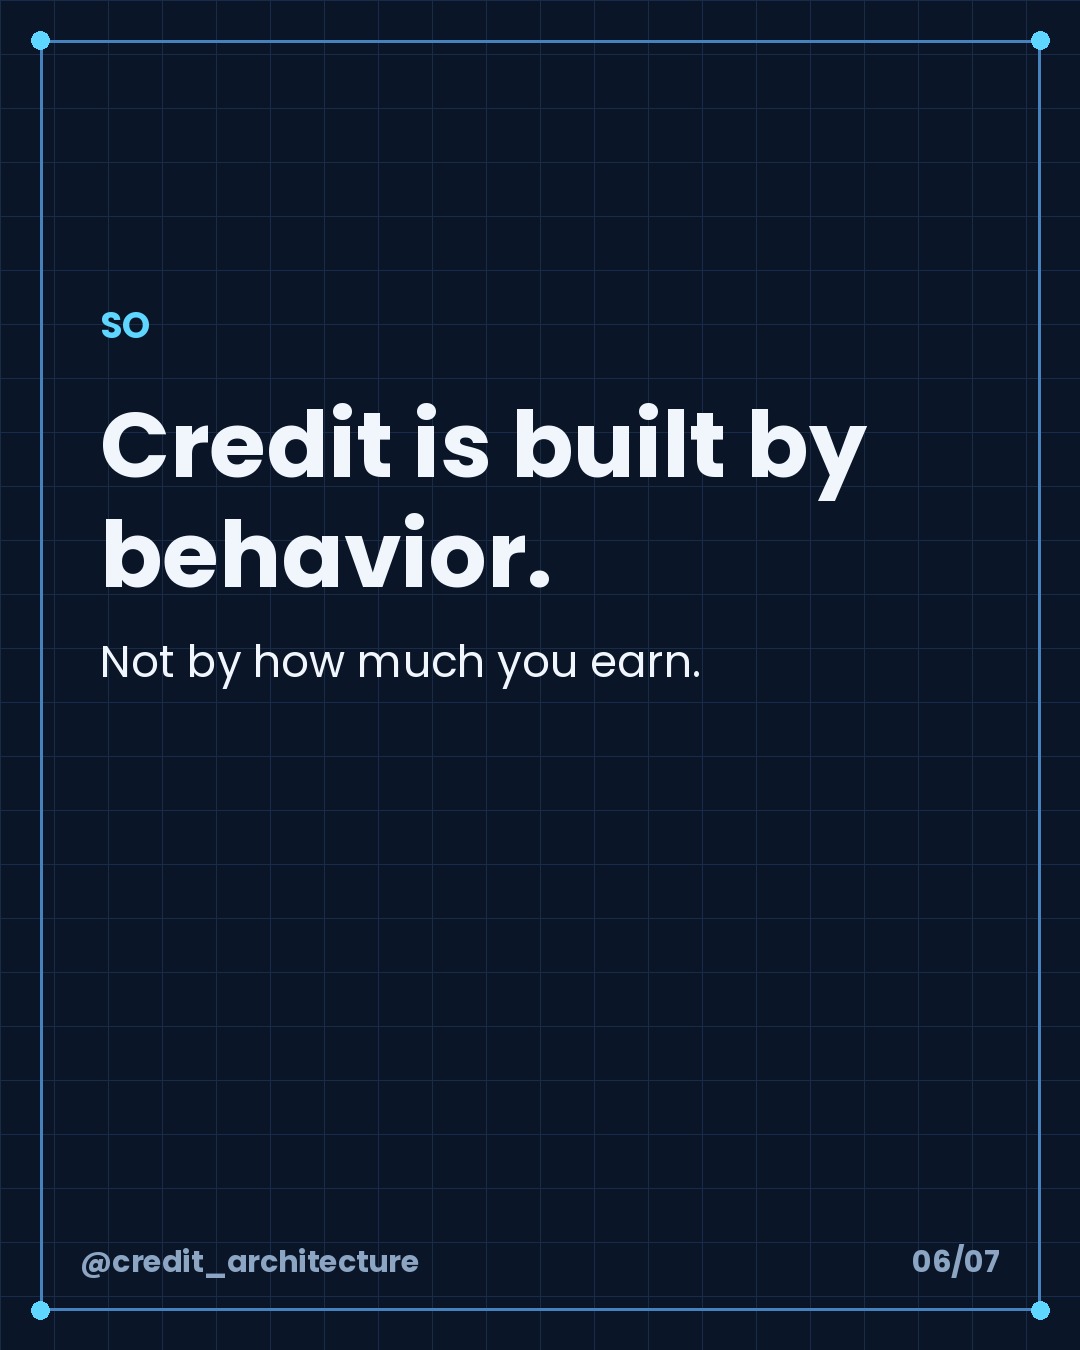 SO
Credit is built by
behavior.
Not by how much you earn.
@credit_architecture
06/07